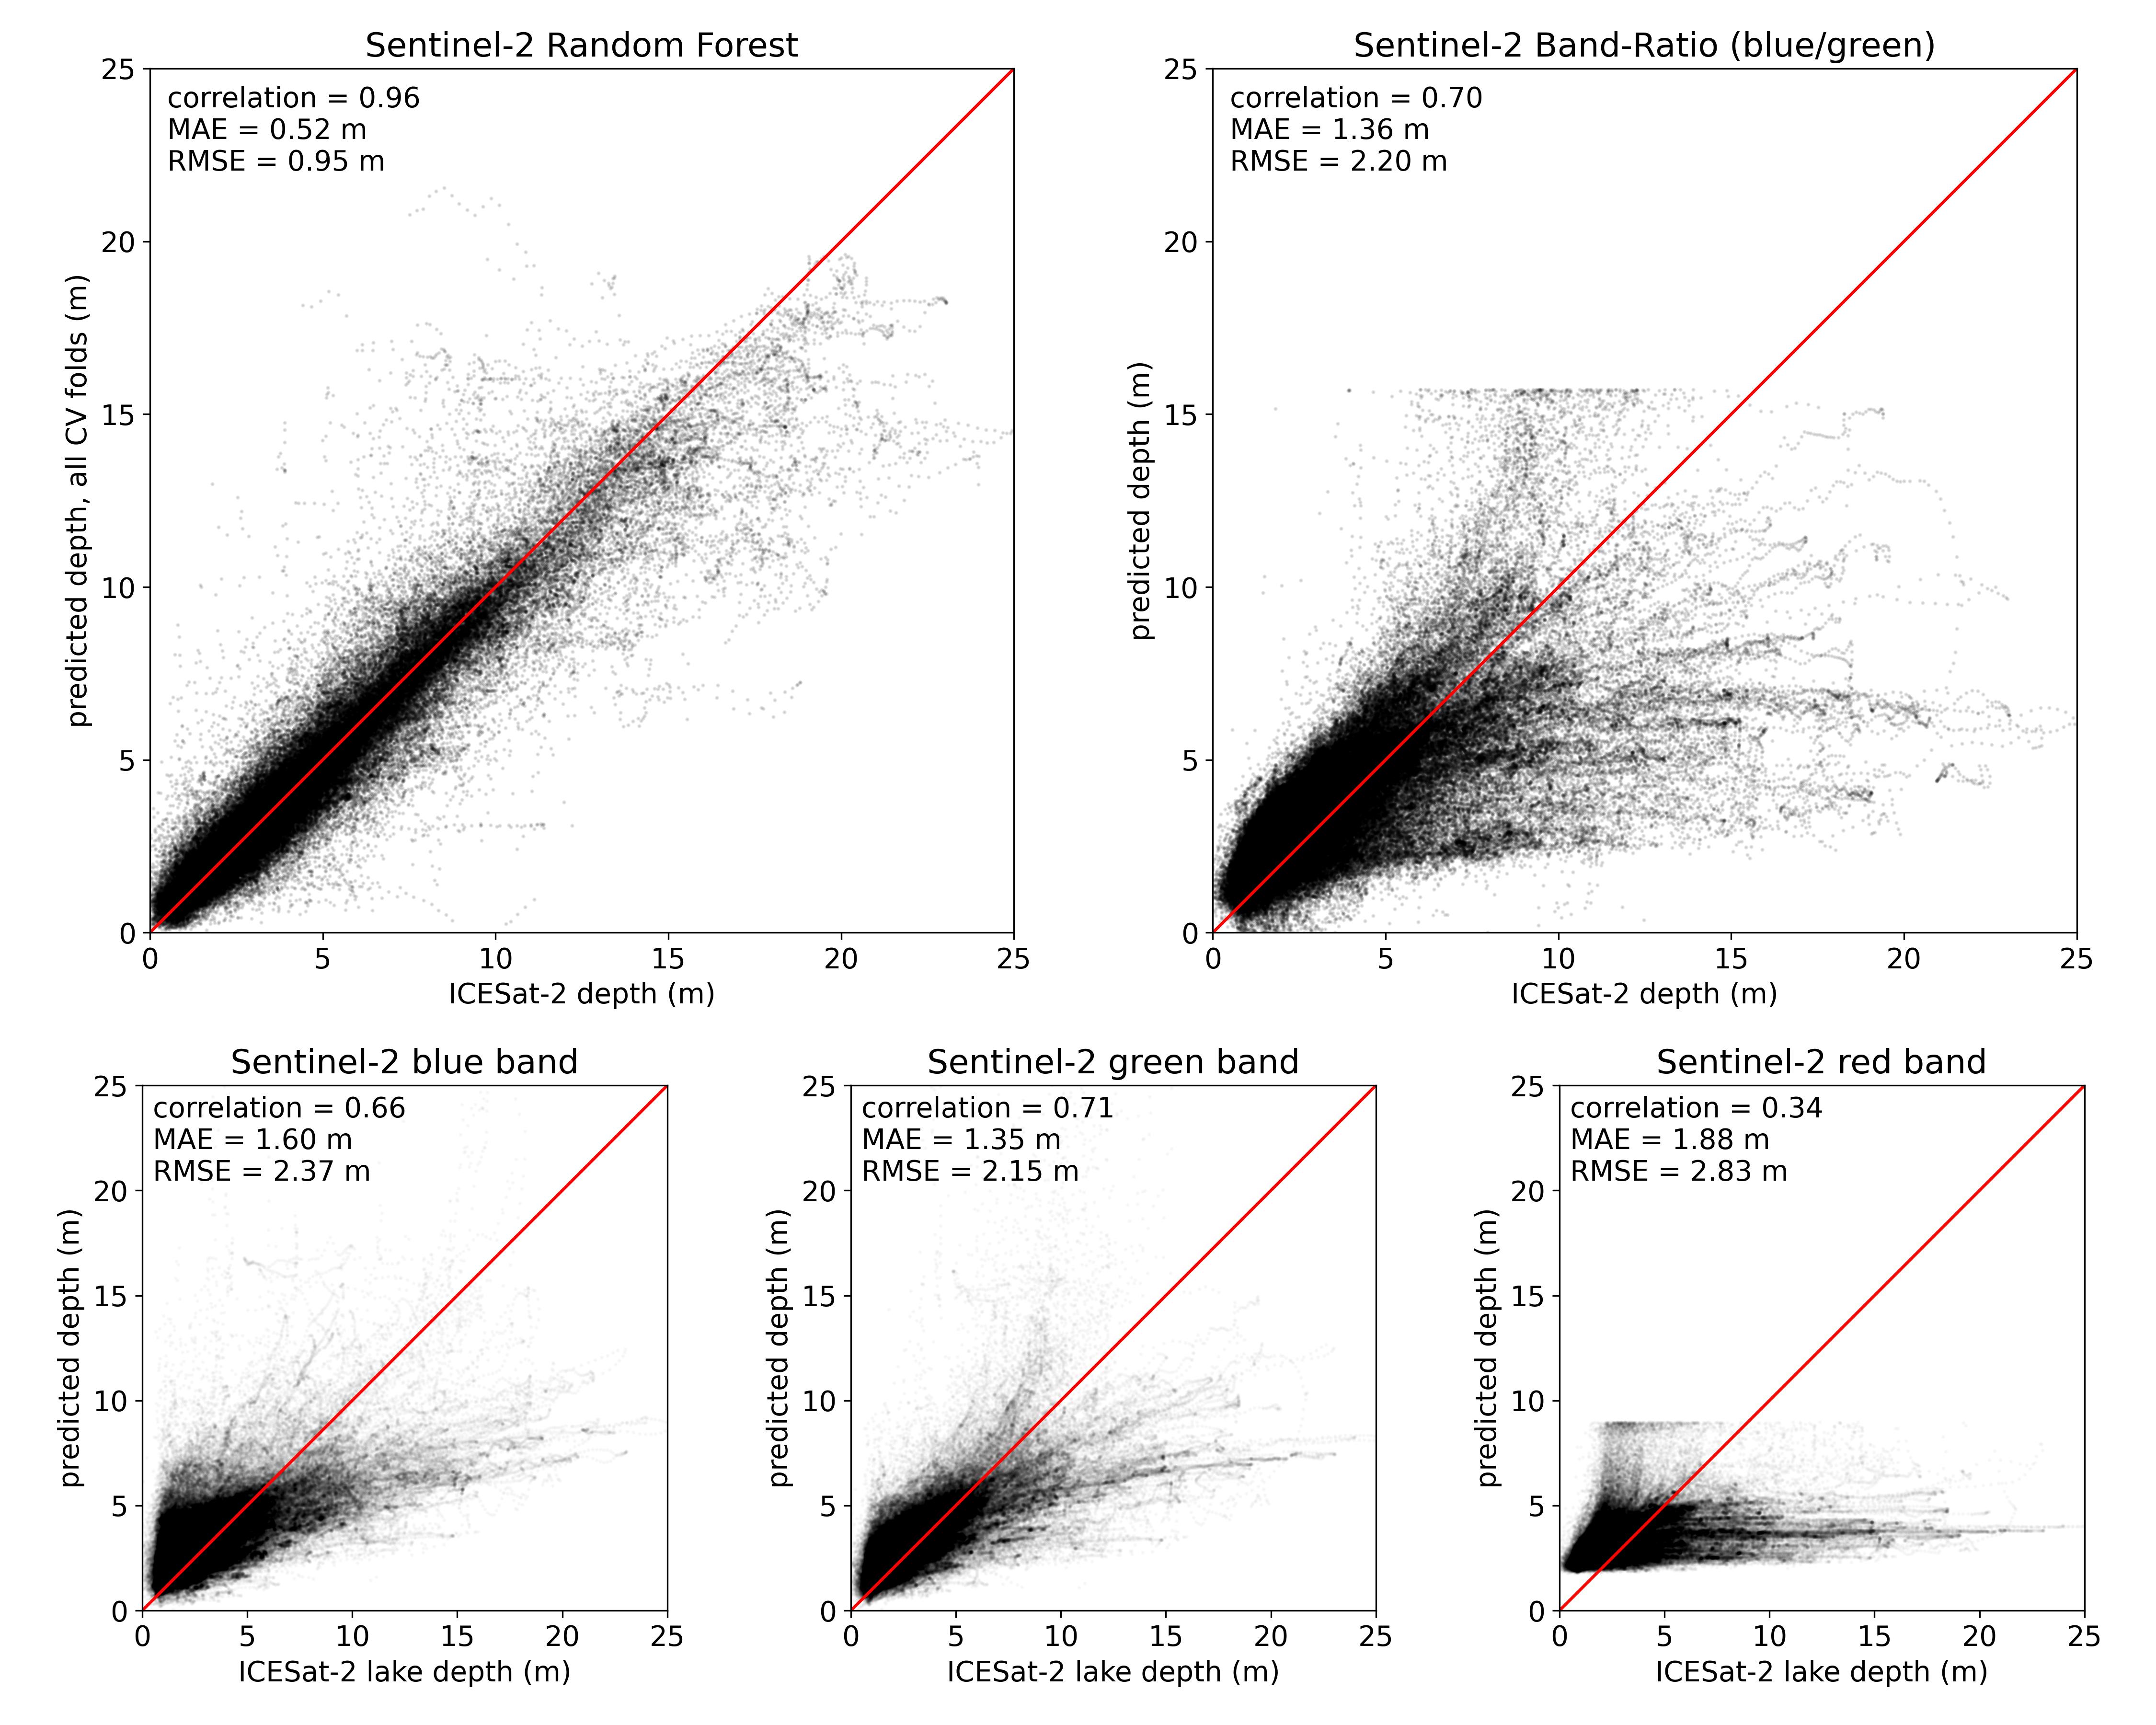 Sentinel-2 Random Forest
correlation = 0.96
MAE = 0.52 m
RMSE = 0.95 m
predicted depth, all CV folds (m)
25
20
15
10
5
0
0 5 10 15 20 25
ICESat-2 depth (m)
Sentinel-2 Band-Ratio (blue/green)
correlation = 0.70
MAE = 1.36 m
RMSE = 2.20 m
predicted depth (m)
25
20
15
10
5
0
0 5 10 15 20 25
ICESat-2 depth (m)
Sentinel-2 blue band
correlation = 0.66
MAE = 1.60 m
RMSE = 2.37 m
predicted depth (m)
25
20
15
10
5
0
0 5 10 15 20 25
ICESat-2 lake depth (m)
Sentinel-2 green band
correlation = 0.71
MAE = 1.35 m
RMSE = 2.15 m
predicted depth (m)
25
20
15
10
5
0
0 5 10 15 20 25
ICESat-2 lake depth (m)
Sentinel-2 red band
correlation = 0.34
MAE = 1.88 m
RMSE = 2.83 m
predicted depth (m)
25
20
15
10
5
0
0 5 10 15 20 25
ICESat-2 lake depth (m)